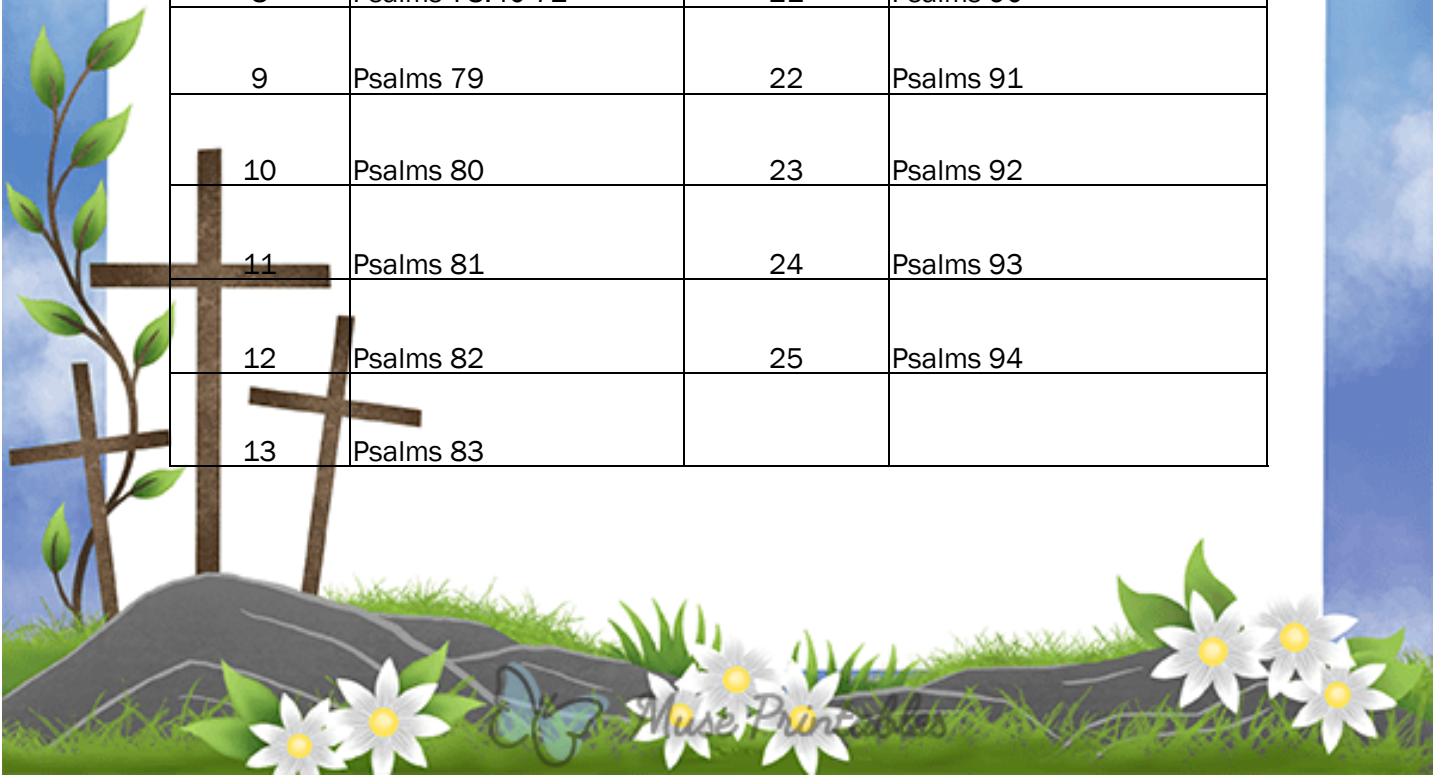 9 Psalms 79 22 Psalms 91
10 Psalms 80 23 Psalms 92
11 Psalms 81 24 Psalms 93
12 Psalms 82 25 Psalms 94
13 Psalms 83
Muse Printables